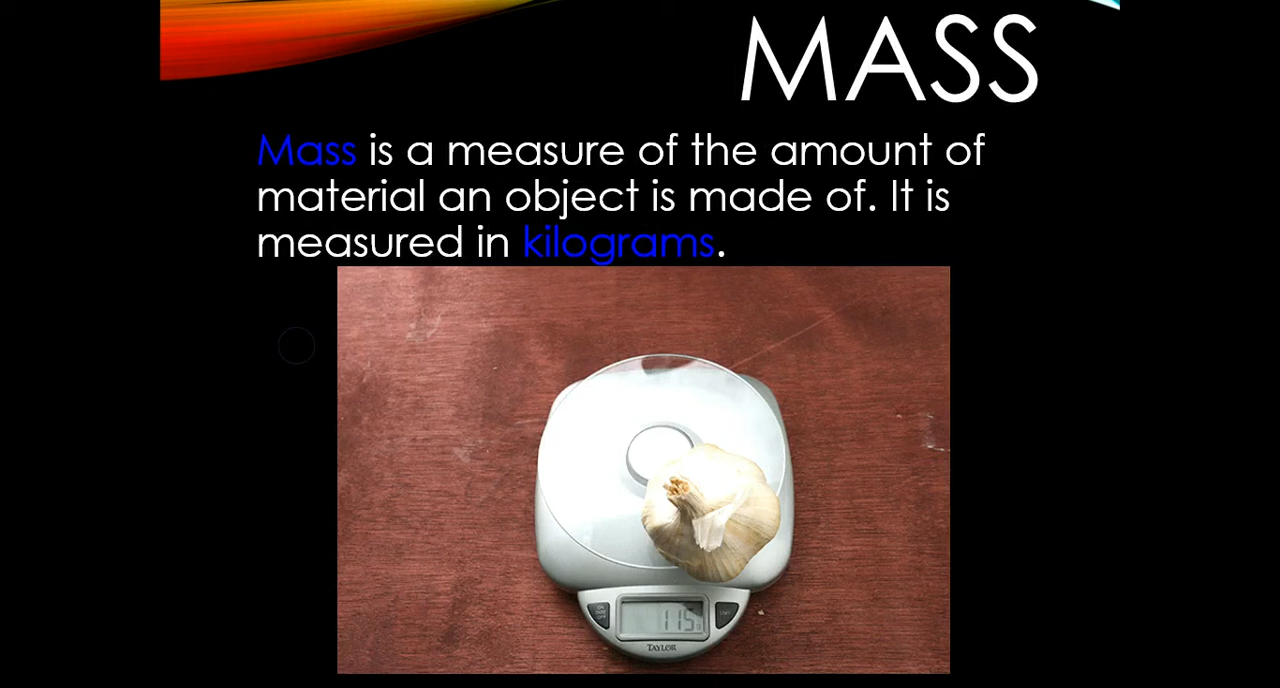 MASS
Mass is a measure of the amount of
material an object is made of. It is
measured in kilograms.
115
TAYLOR